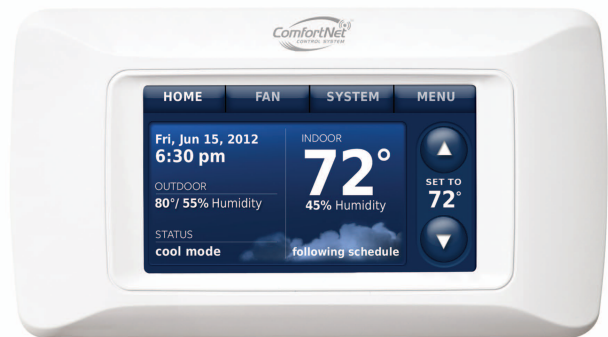 ComfortNet
CONTROL SYSTEM
HOME FAN SYSTEM MENU
Fri, Jun 15, 2012
6:30 pm
OUTDOOR
80°/ 55% Humidity
STATUS
cool mode
INDOOR
72°
45% Humidity
following schedule
SET TO
72°